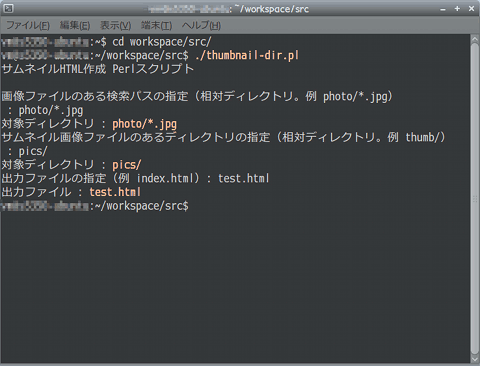 : ~/workspace/src
ファイル(F) 編集(E) 表示(V) 端末(T) ヘルプ(H)
:~$ cd workspace/src/
:~/workspace/src$ ./thumbnail-dir.pl
サムネイルHTML作成 Perlスクリプト
画像ファイルのある検索パスの指定（相対ディレクトリ。例 photo/*.jpg）
: photo/*.jpg
対象ディレクトリ : photo/*.jpg
サムネイル画像ファイルのあるディレクトリの指定（相対ディレクトリ。例 thumb/）
: pics/
対象ディレクトリ : pics/
出力ファイルの指定（例 index.html）: test.html
出力ファイル : test.html
:~/workspace/src$